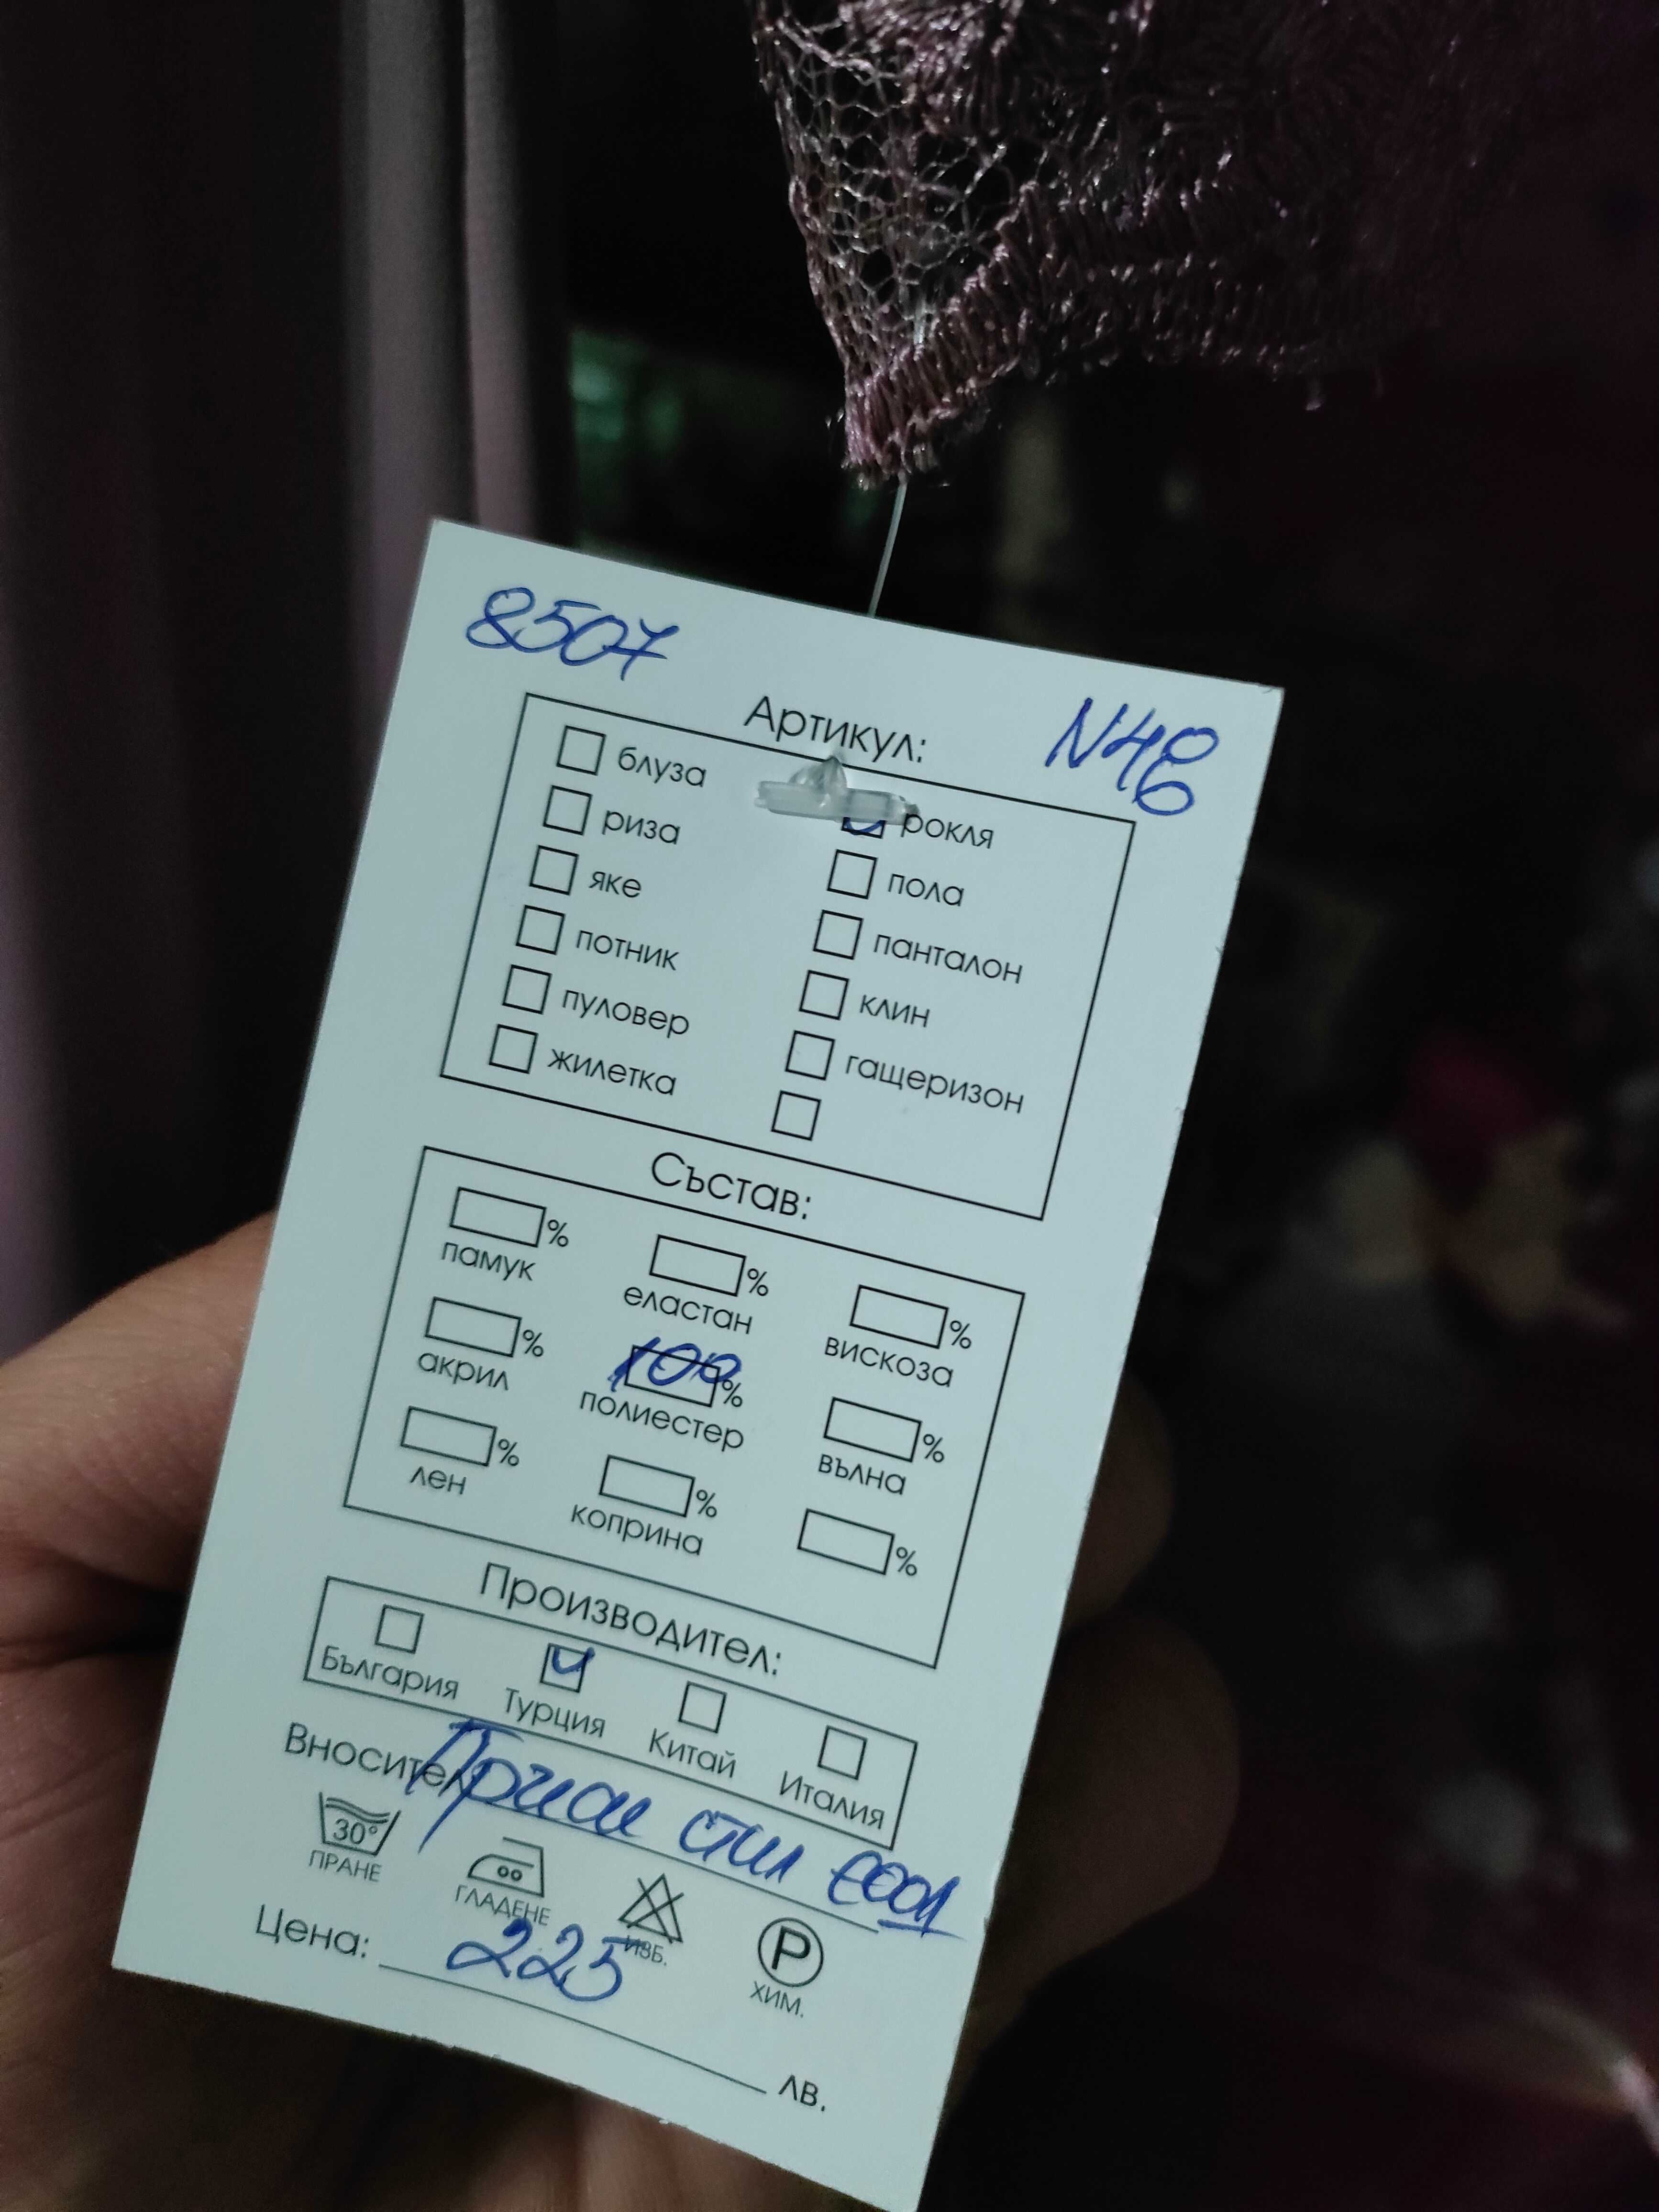 8507
Артикул: N48
блуза рокля
риза пола
яке панталон
потник клин
пуловер гащеризон
жилетка
Състав:
% памук % еластан % вискоза
% акрил 100 % полиестер % вълна
% лен % коприна %
Производител:
България Турция Китай Италия
Вносител стил ЕООД
30° ПРАНЕ ГЛАДЕНЕ ИЗБ. P ХИМ.
Цена: 225 лв.